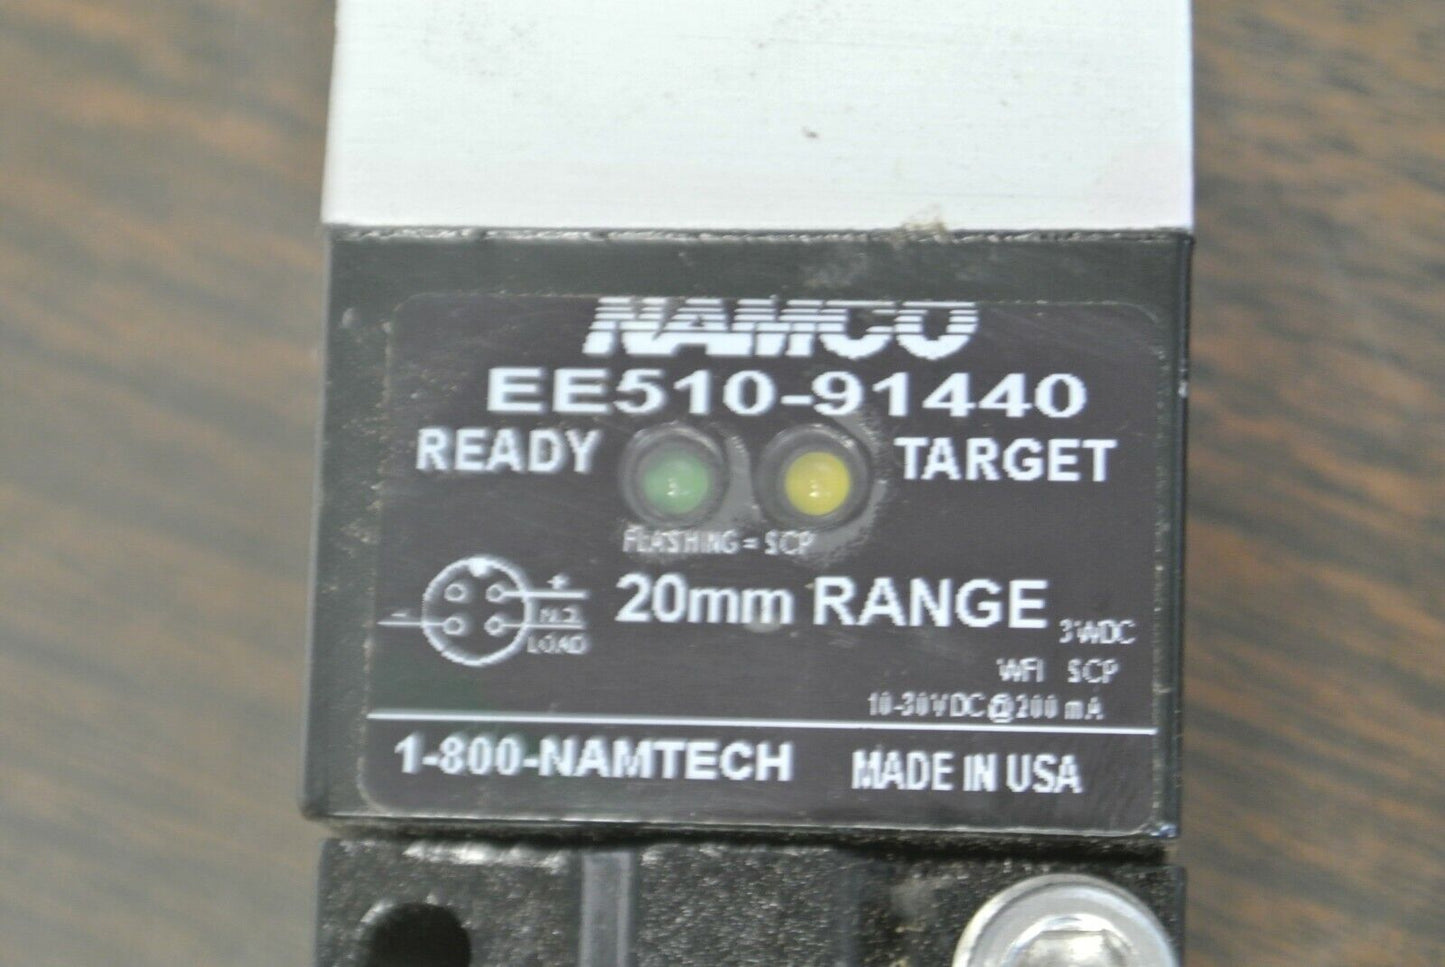 NAMCO
EE510-91440
READY TARGET
FLASHING = SCP
+
-
N.O.
LOAD
20mm RANGE
3WDC
WFI SCP
10-30VDC@200 mA
1-800-NAMTECH MADE IN USA